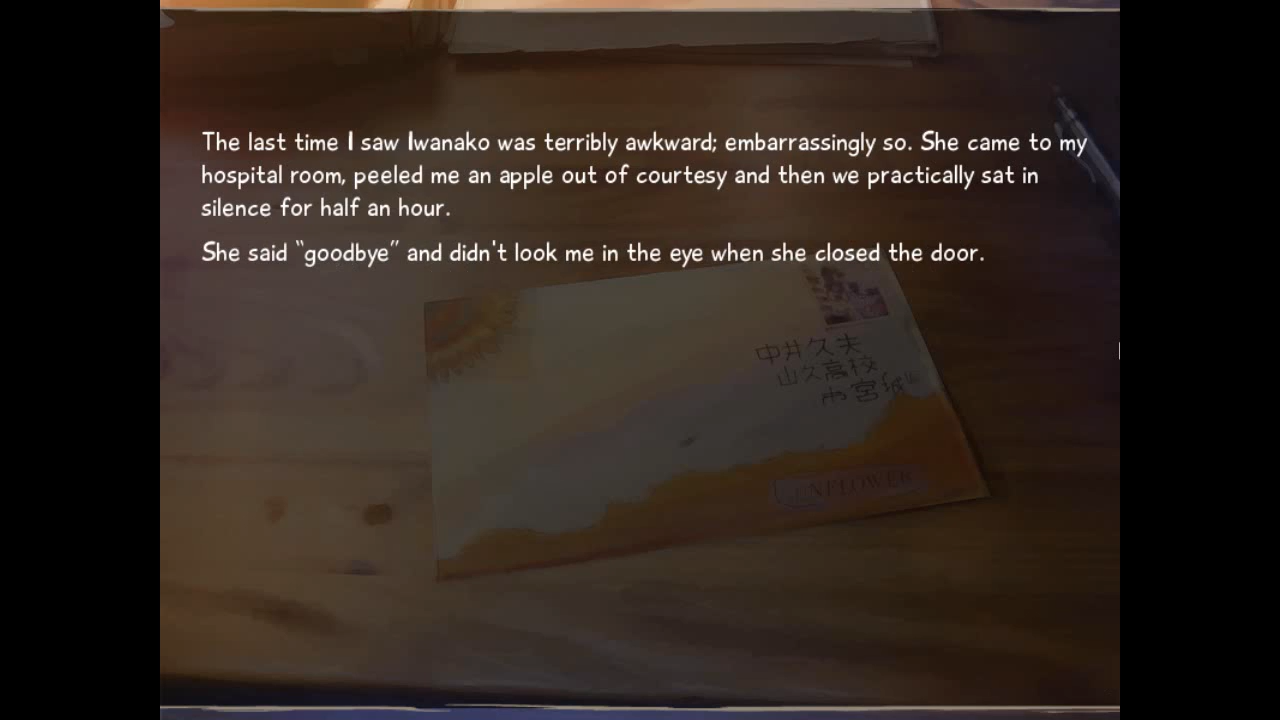 The last time I saw Iwanako was terribly awkward; embarrassingly so. She came to my
hospital room, peeled me an apple out of courtesy and then we practically sat in
silence for half an hour.
She said “goodbye” and didn't look me in the eye when she closed the door.
中井久夫
山久高校
宮城
SUNFLOWER